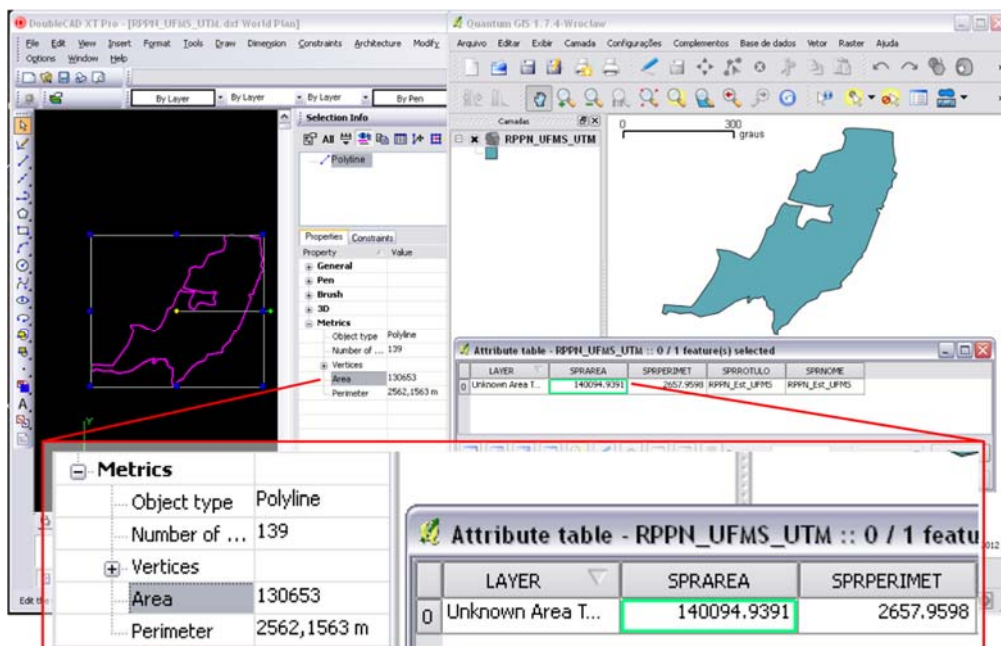 DoubleCAD XT Pro - [RPPN_UFMS_UTM.dxf World Plan]
File Edit View Insert Format Tools Draw Dimension Constraints Architecture Modify
Options Window Help
By Layer By Layer By Layer By Pen
Selection Info
All
Polyline
Properties Constraints
Property Value
General
Pen
Brush
3D
Metrics
Object type Polyline
Number of ... 139
Vertices
Area 130653
Perimeter 2562,1563 m
Y
Edit the
Quantum GIS 1.7.4-Wroclaw
Arquivo Editar Exibir Camada Configurações Complementos Base de dados Vetor Raster Ajuda
Camadas
RPPN_UFMS_UTM
0 300
graus
Attribute table - RPPN_UFMS_UTM :: 0 / 1 feature(s) selected
LAYER SPRAREA SPRPERIMET SPRROTULO SPRNOME
0 Unknown Area T... 140094.9391 2657.9598 RPPN_Est_UFMS RPPN_Est_UFMS
Metrics
Object type Polyline
Number of ... 139
Vertices
Area 130653
Perimeter 2562,1563 m
Attribute table - RPPN_UFMS_UTM :: 0 / 1 featu
LAYER SPRAREA SPRPERIMET
0 Unknown Area T... 140094.9391 2657.9598